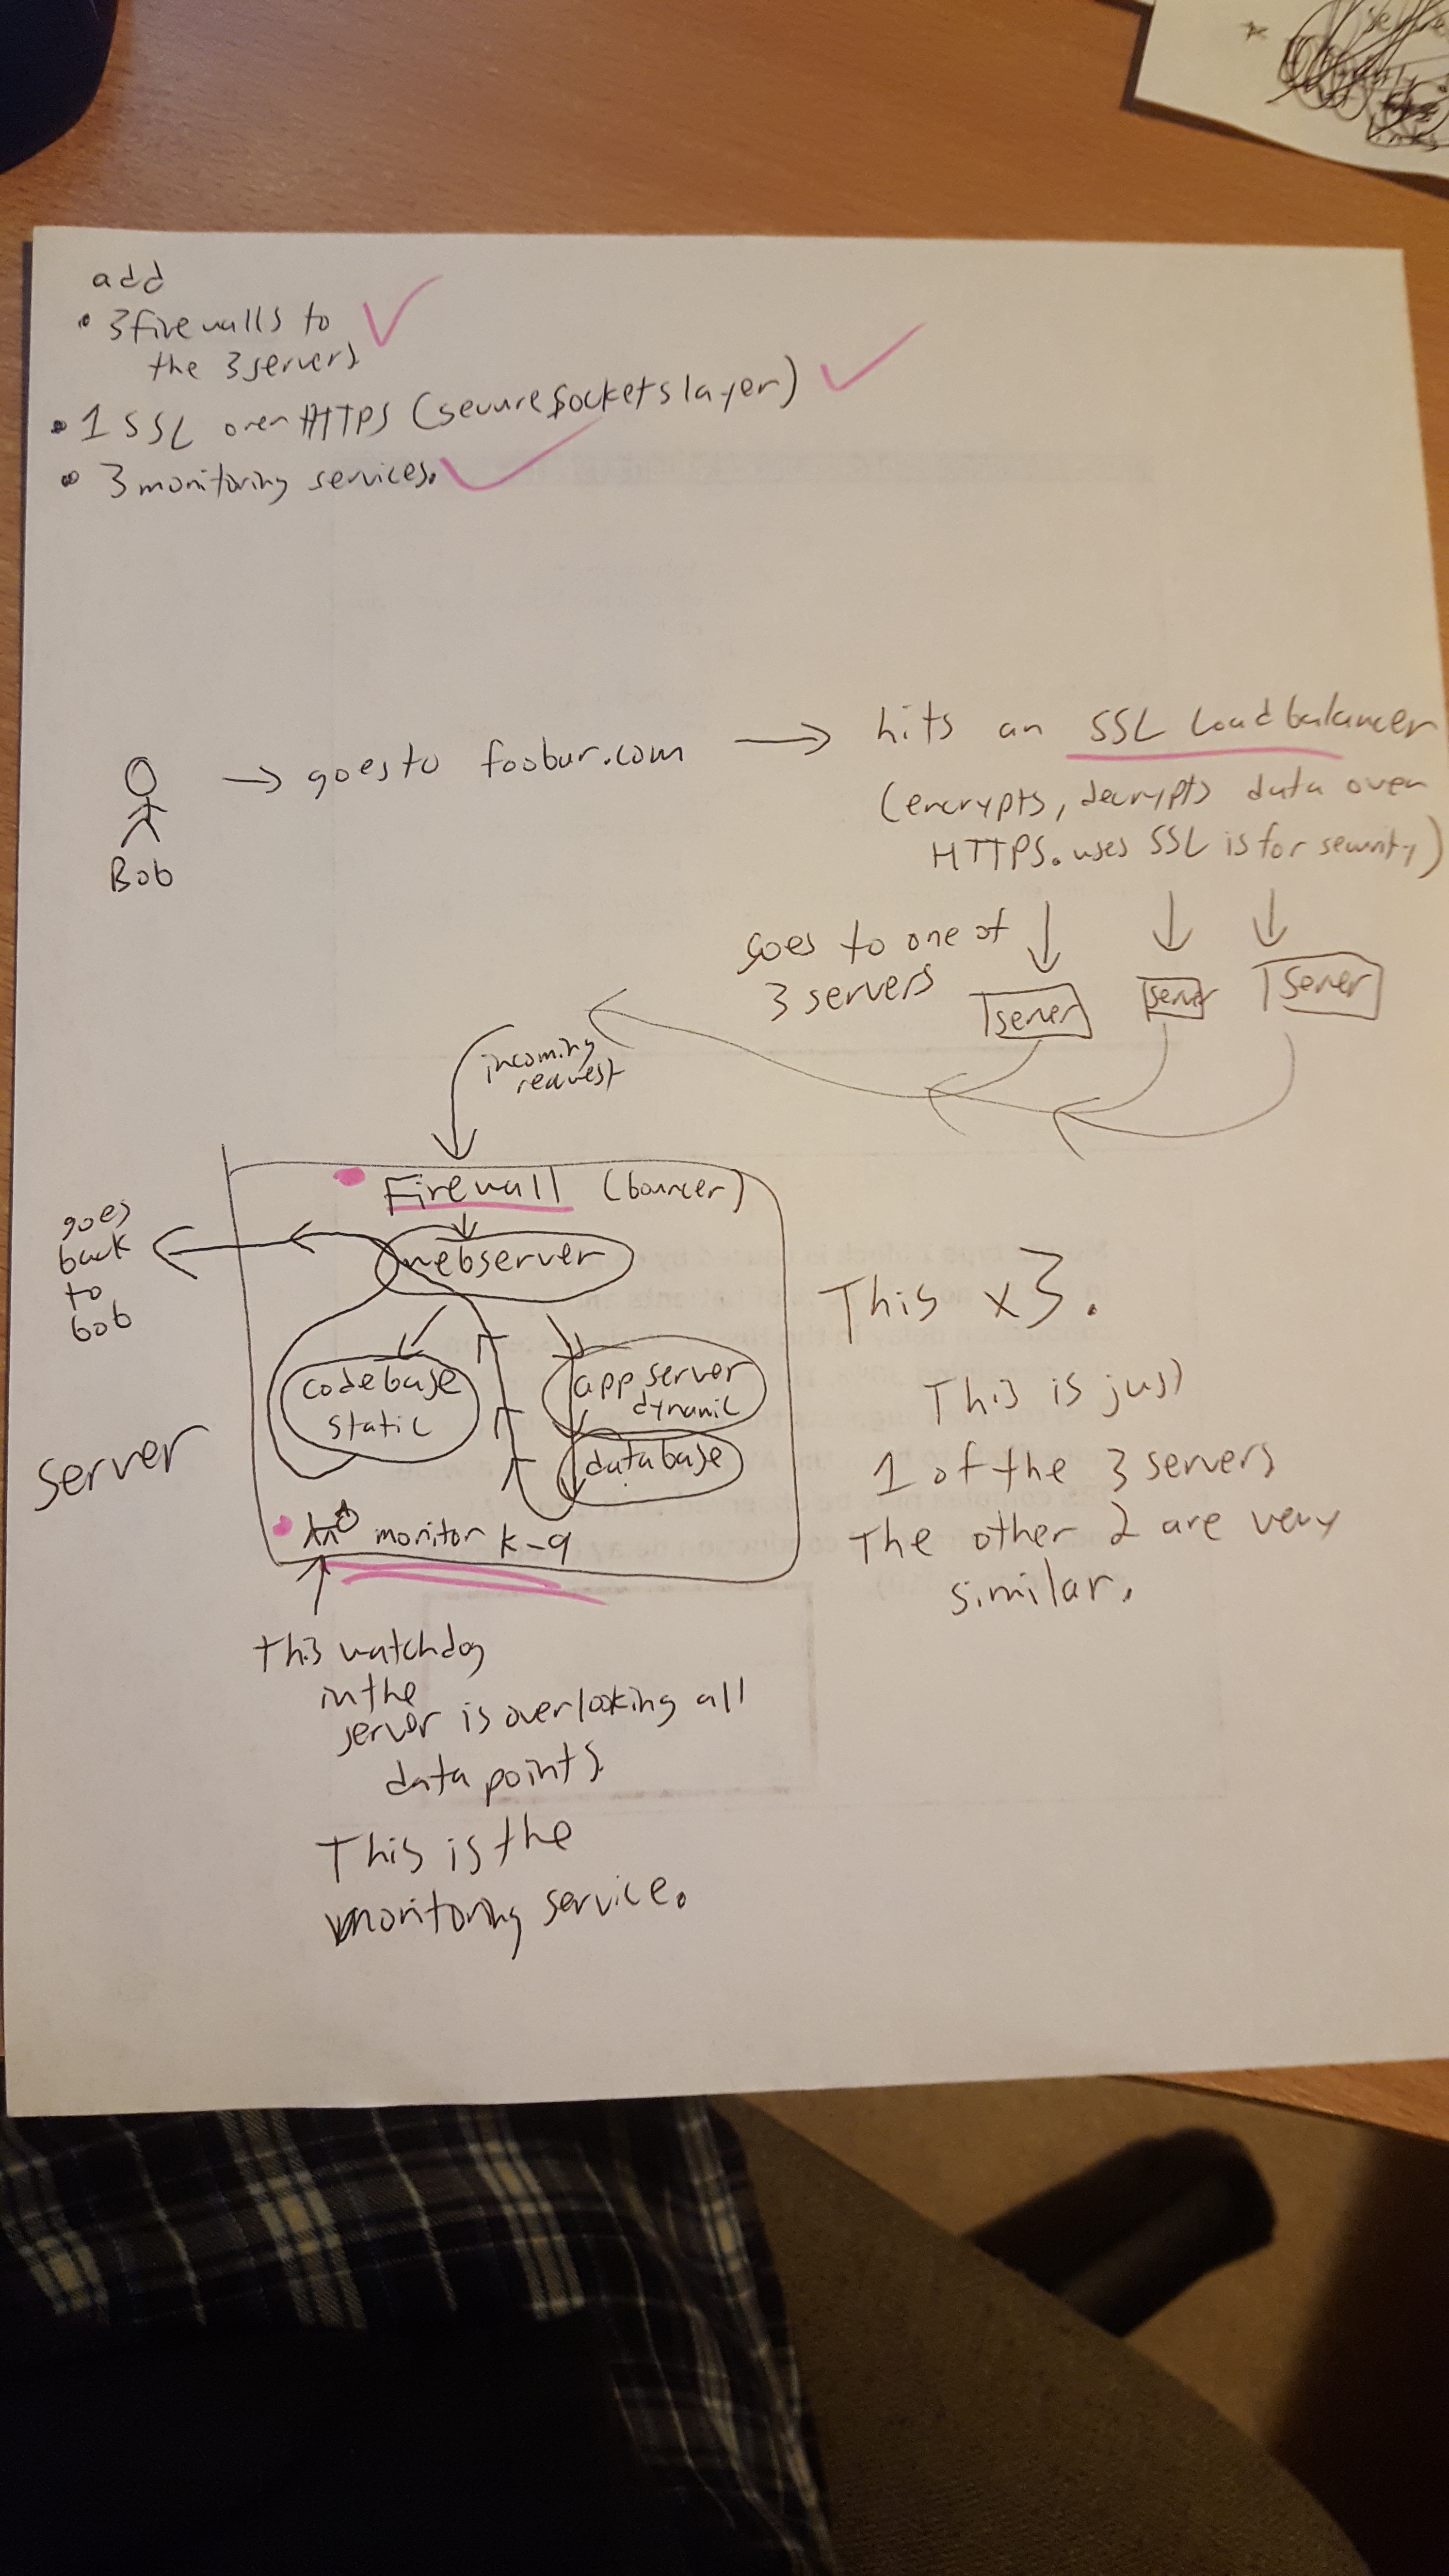 add
• 3 firewalls to
the 3 servers
• 1 SSL over HTTPS (secure sockets layer)
• 3 monitoring services.
Bob
→ goes to foobar.com → hits an SSL Load balancer
(encrypts, decrypts data over
HTTPS. uses SSL is for security)
goes to one of
3 servers
server
server
server
incoming
request
Firewall (bouncer)
webserver
goes
back
to
bob
codebase
static
app server
dynamic
database
Server
monitor K-9
This x3.
This is just
1 of the 3 servers
The other 2 are very
similar.
This watchdog
in the
server is overlooking all
data points
This is the
monitoring service.